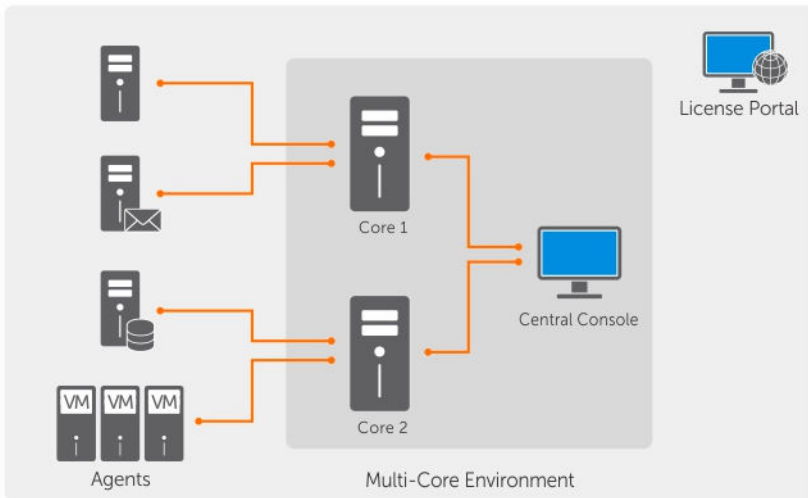 License Portal
Core 1
Central Console
Core 2
VM VM VM
Agents
Multi-Core Environment